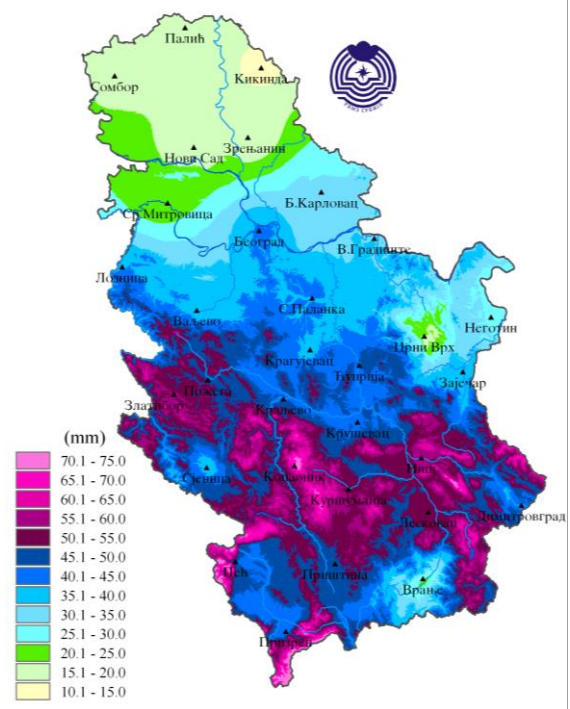 Палић
Сомбор
Кикинда
Нови Сад
Зрењанин
Б.Карловац
Ср.Митровица
Београд
В.Градиште
Лозница
С.Паланка
Ваљево
Неготин
Црни Врх
Крагујевац
Ћуприја
Зајечар
Пожега
Златибор
Краљево
Крушевац
Ниш
Сјеница
Копаоник
Куршумлија
Лесковац
Димитровград
Пећ
Приштина
Врање
Призрен
(mm)
70.1 - 75.0
65.1 - 70.0
60.1 - 65.0
55.1 - 60.0
50.1 - 55.0
45.1 - 50.0
40.1 - 45.0
35.1 - 40.0
30.1 - 35.0
25.1 - 30.0
20.1 - 25.0
15.1 - 20.0
10.1 - 15.0